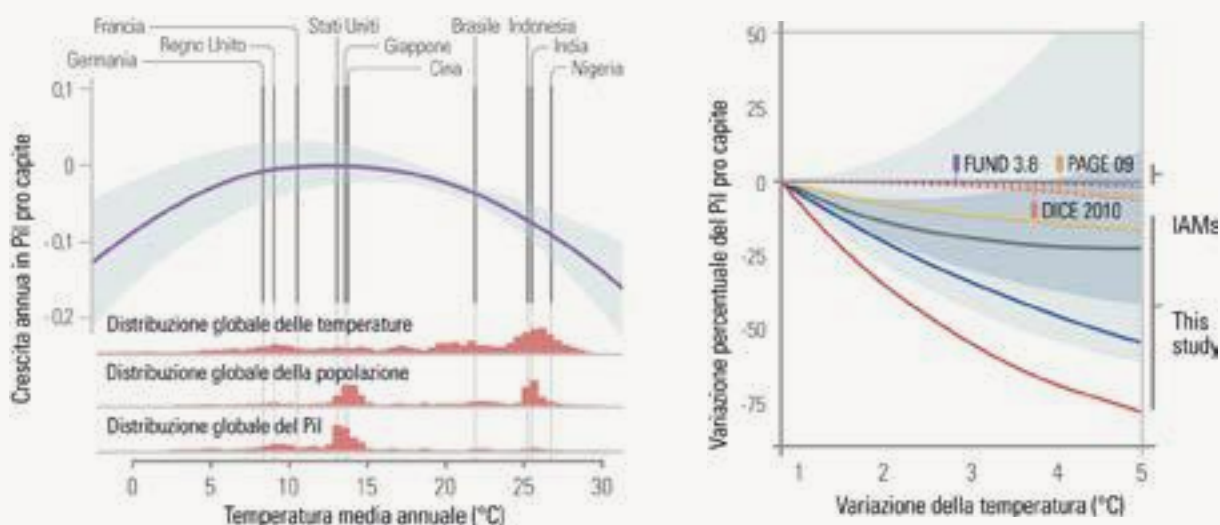 Francia
Stati Uniti
Brasile
Indonesia
Regno Unito
Giappone
India
Germania
Cina
Nigeria
Crescita annua in Pil pro capite
0,1
0
-0.1
-0.2
Distribuzione globale delle temperature
Distribuzione globale della popolazione
Distribuzione globale del Pil
0 5 10 15 20 25 30
Temperatura media annuale (°C)
Variazione percentuale del Pil pro capite
50
25
0
-25
-50
-75
FUND 3.8
PAGE 09
DICE 2010
IAMs
This
study
1 2 3 4 5
Variazione della temperatura (°C)